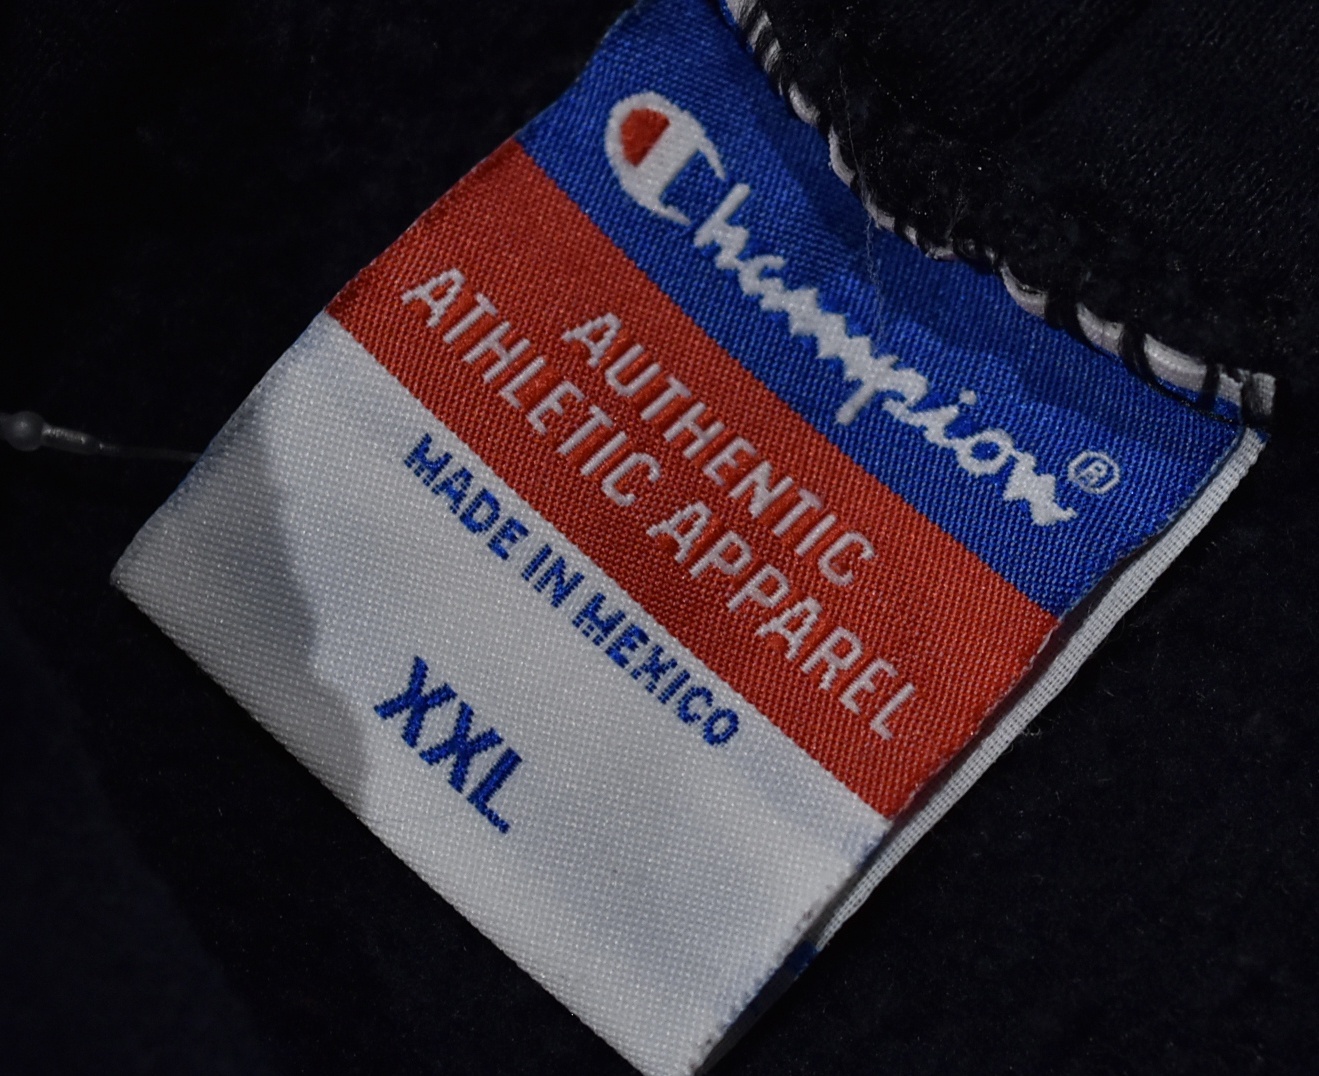 Champion®
AUTHENTIC
ATHLETIC APPAREL
MADE IN MEXICO
XXL